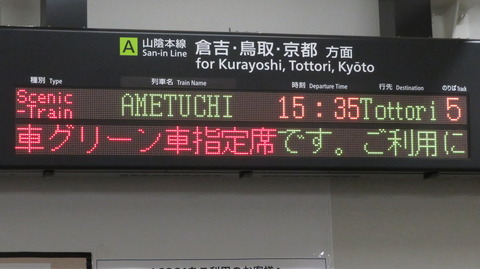 A 山陰本線 San-in Line 倉吉・鳥取・京都 方面
for Kurayoshi, Tottori, Kyōto
種別 Type 列車名 Train Name 時刻 Departure Time 行先 Destination のりば Track
Scenic -Train AMETUCHI 15:35 Tottori 5
車グリーン車指定席です。ご利用に